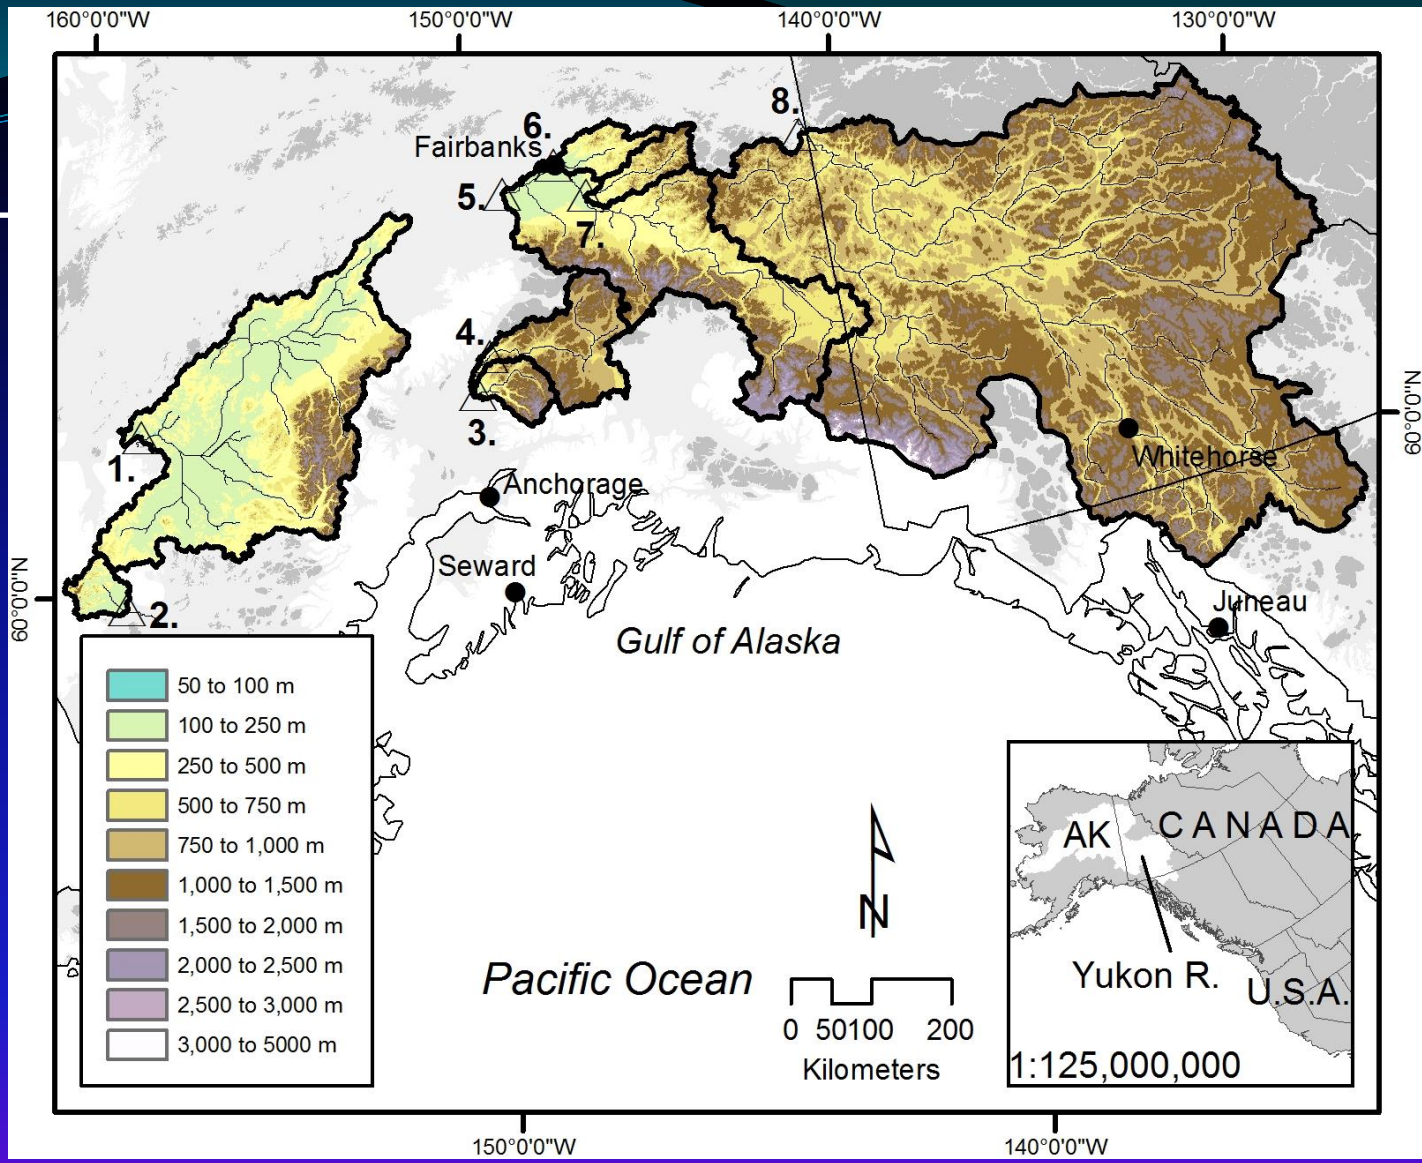 160°0'0"W
150°0'0"W
140°0'0"W
130°0'0"W
8.
6.
Fairbanks
5.
7.
4.
3.
1.
60°0'0"N
Whitehorse
Anchorage
Seward
60°0'0"N
2.
Juneau
Gulf of Alaska
50 to 100 m
100 to 250 m
250 to 500 m
500 to 750 m
750 to 1,000 m
1,000 to 1,500 m
1,500 to 2,000 m
2,000 to 2,500 m
2,500 to 3,000 m
3,000 to 5000 m
N
Pacific Ocean
0 50 100 200
Kilometers
AK
CANADA
Yukon R.
U.S.A.
1:125,000,000
150°0'0"W
140°0'0"W